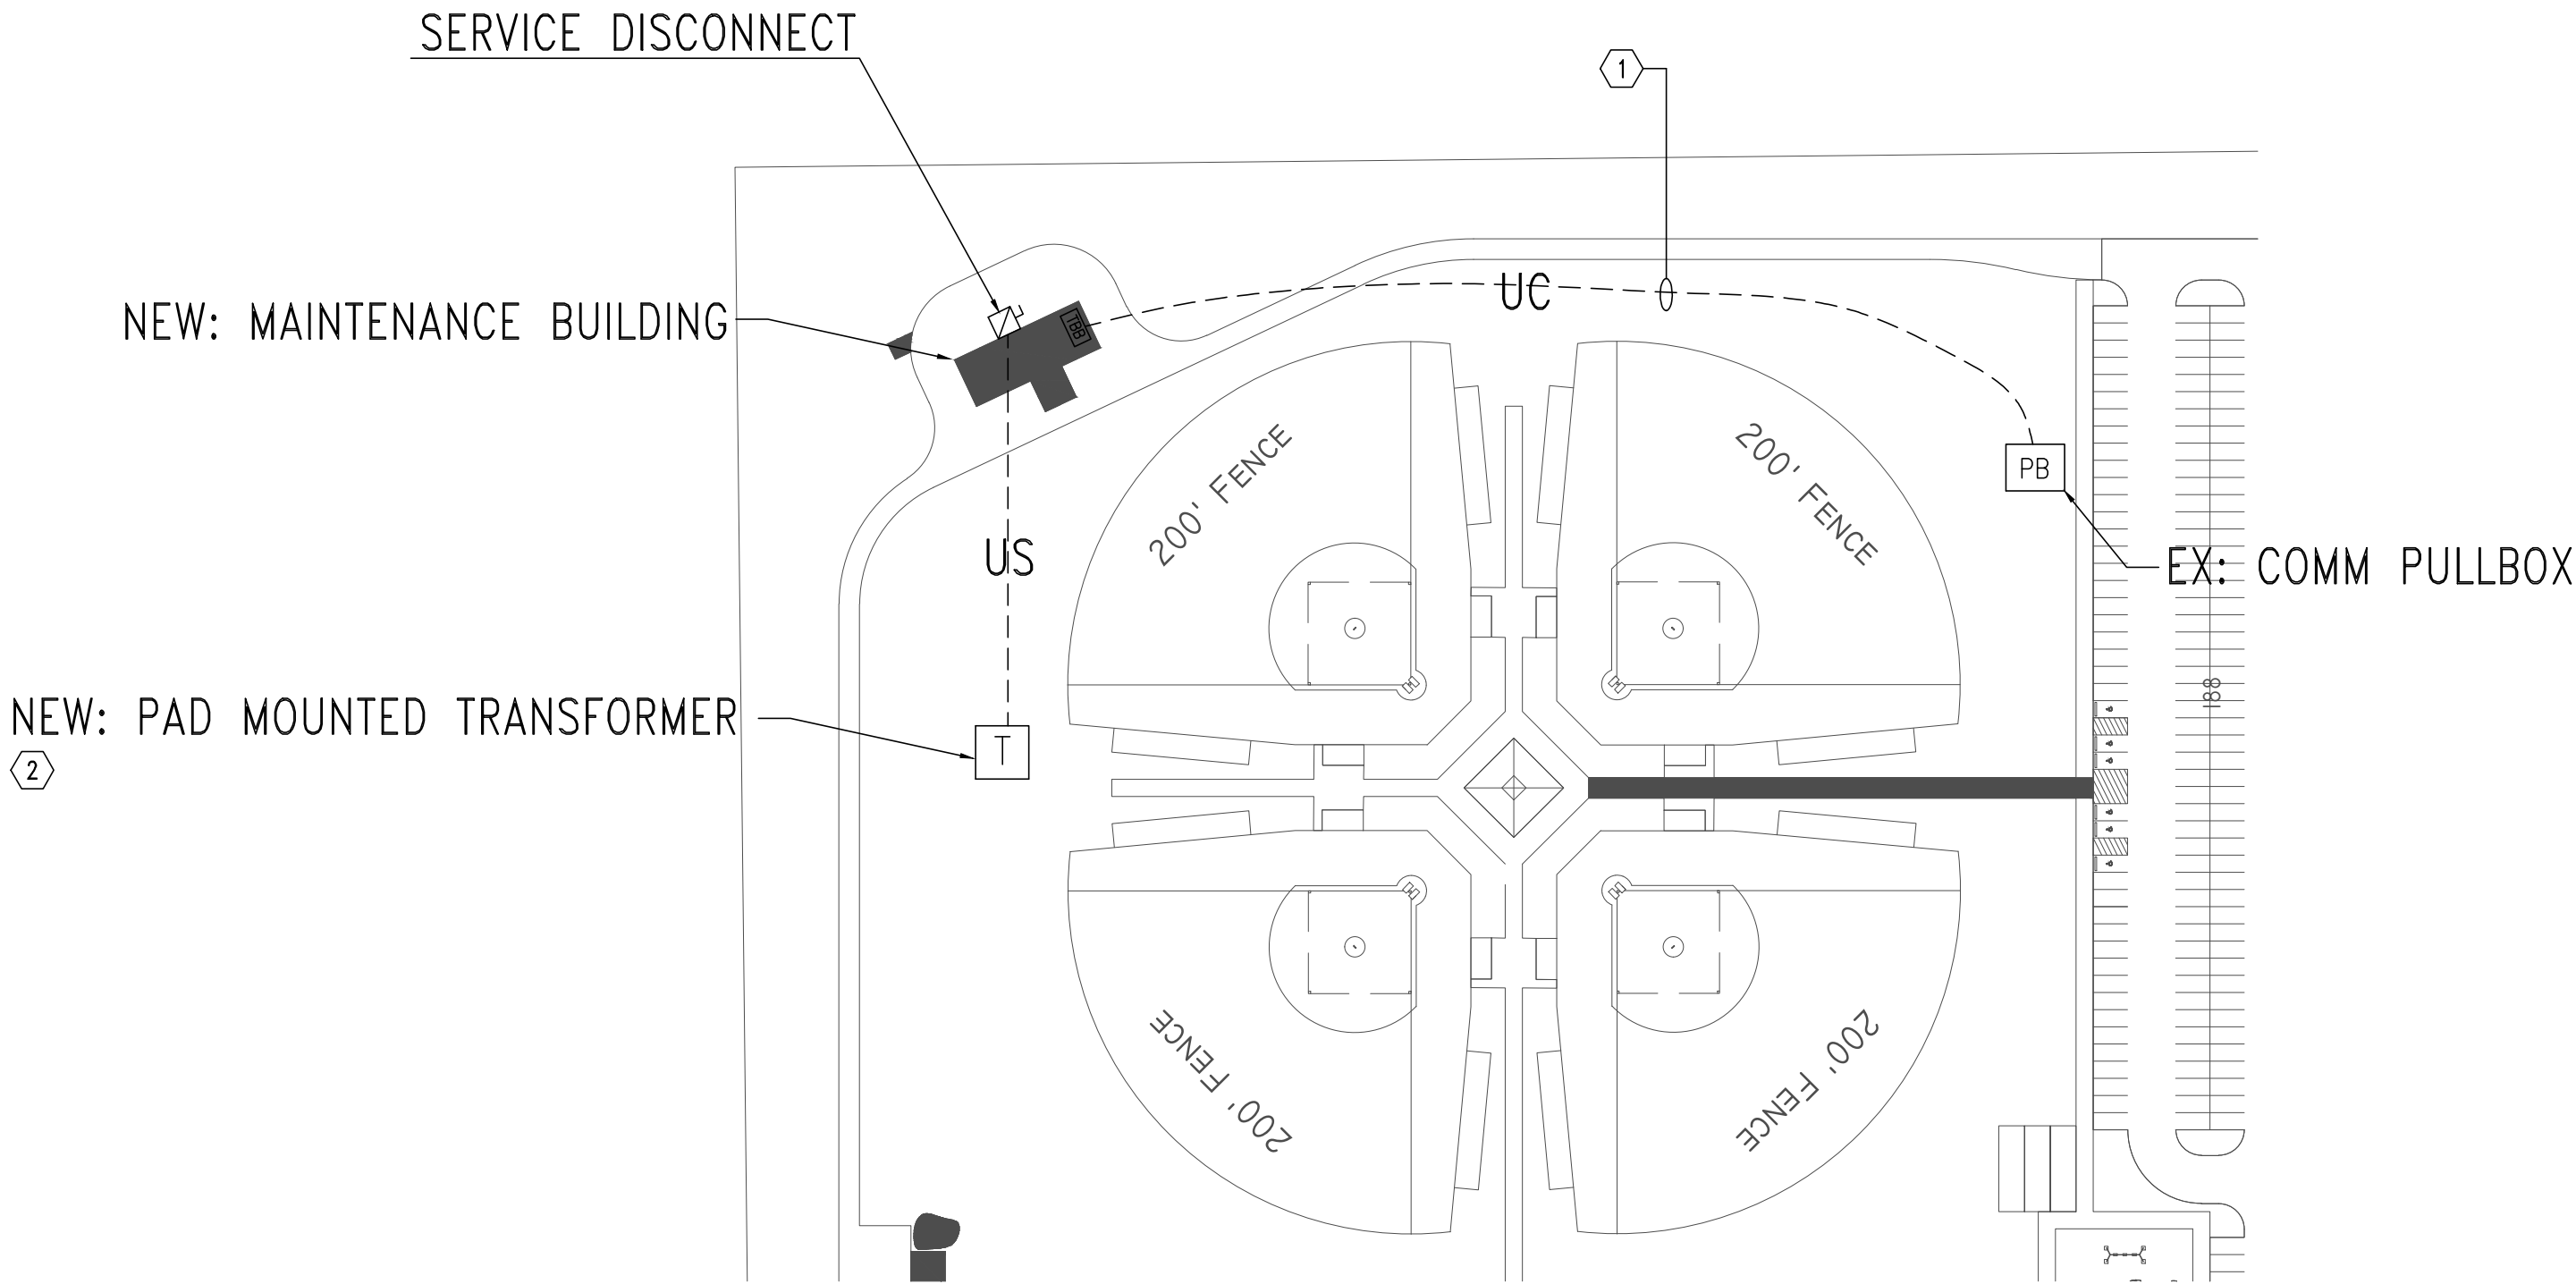 SERVICE DISCONNECT
1
UC
NEW: MAINTENANCE BUILDING
TBB
200' FENCE
200' FENCE
PB
US
EX: COMM PULLBOX
188
NEW: PAD MOUNTED TRANSFORMER
T
2
200' FENCE
200' FENCE